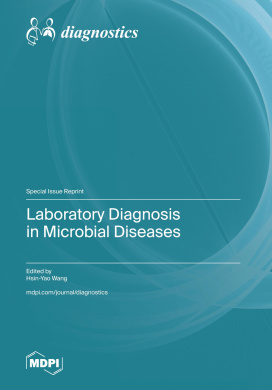 diagnostics
Special Issue Reprint
Laboratory Diagnosis
in Microbial Diseases
Edited by
Hsin-Yao Wang
mdpi.com/journal/diagnostics
MDPI